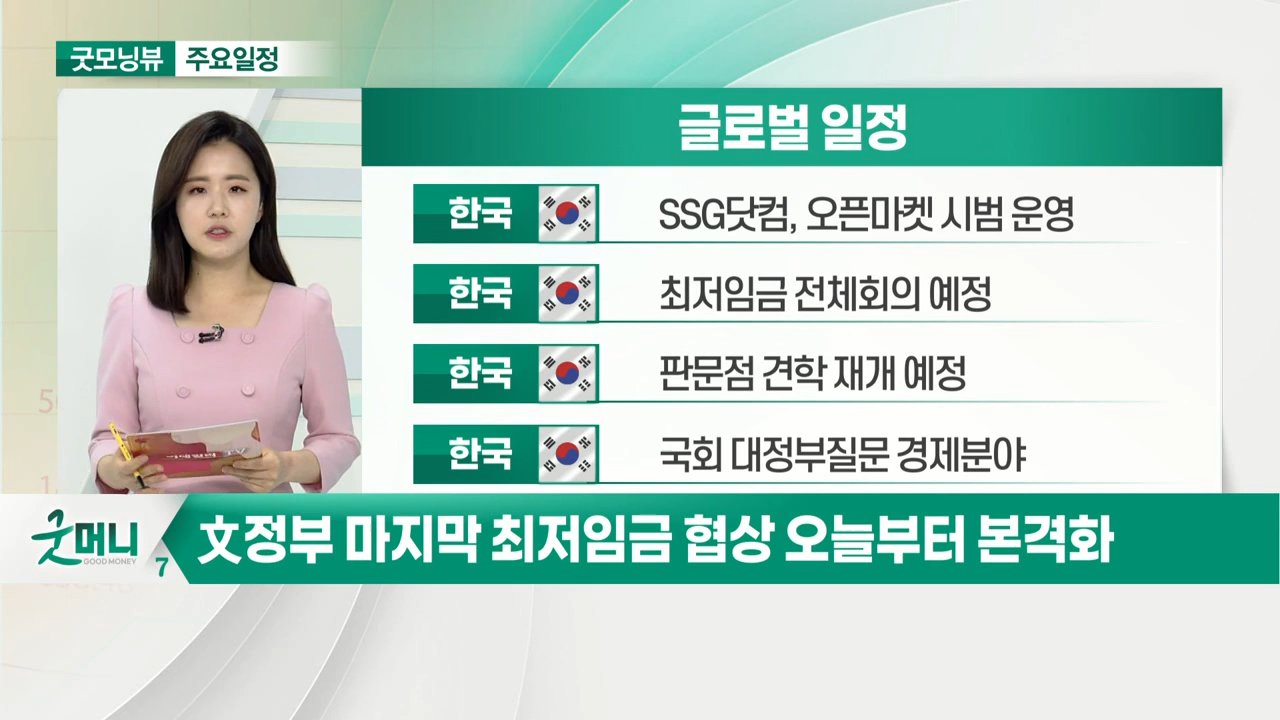 굿모닝뷰 주요일정
글로벌 일정
한국 SSG닷컴, 오픈마켓 시범 운영
한국 최저임금 전체회의 예정
한국 판문점 견학 재개 예정
한국 국회 대정부질문 경제분야
굿머니
GOOD MONEY
7
文정부 마지막 최저임금 협상 오늘부터 본격화